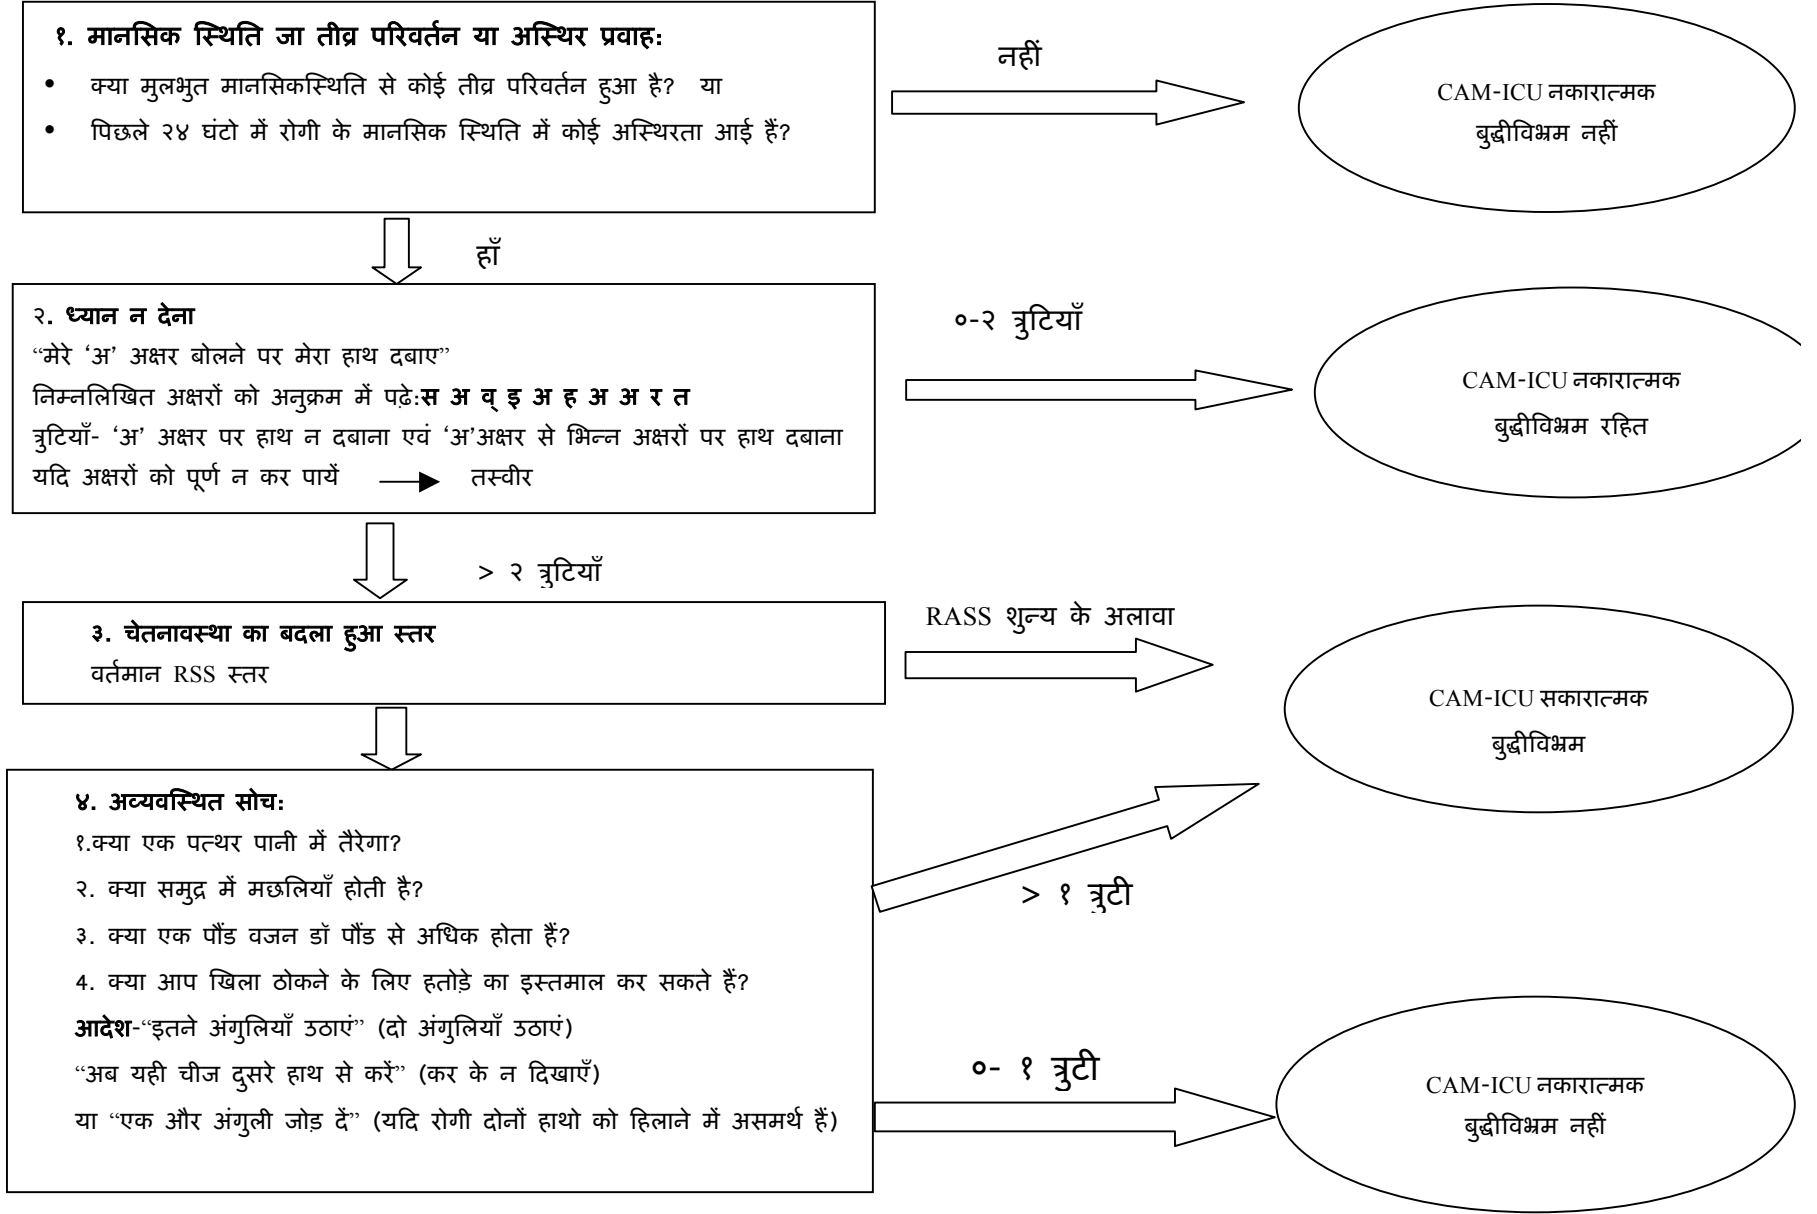 १. मानसिक स्थिति जा तीव्र परिवर्तन या अस्थिर प्रवाह:
• क्या मुलभुत मानसिकस्थिति से कोई तीव्र परिवर्तन हुआ है? या
• पिछले २४ घंटो में रोगी के मानसिक स्थिति में कोई अस्थिरता आई हैं?
नहीं
CAM-ICU नकारात्मक
बुद्धीविभ्रम नहीं
हाँ
२. ध्यान न देना
“मेरे ‘अ’ अक्षर बोलने पर मेरा हाथ दबाए”
निम्नलिखित अक्षरों को अनुक्रम में पढ़े:स अ व् इ अ ह अ अ र त
त्रुटियाँ- ‘अ’ अक्षर पर हाथ न दबाना एवं ‘अ’अक्षर से भिन्न अक्षरों पर हाथ दबाना
यदि अक्षरों को पूर्ण न कर पायें तस्वीर
०-२ त्रुटियाँ
CAM-ICU नकारात्मक
बुद्धीविभ्रम रहित
> २ त्रुटियाँ
३. चेतनावस्था का बदला हुआ स्तर
वर्तमान RSS स्तर
RASS शुन्य के अलावा
CAM-ICU सकारात्मक
बुद्धीविभ्रम
४. अव्यवस्थित सोच:
१.क्या एक पत्थर पानी में तैरेगा?
२. क्या समुद्र में मछलियाँ होती है?
३. क्या एक पौंड वजन डॉ पौंड से अधिक होता हैं?
4. क्या आप खिला ठोकने के लिए हतोड़े का इस्तमाल कर सकते हैं?
आदेश-“इतने अंगुलियाँ उठाएं” (दो अंगुलियाँ उठाएं)
“अब यही चीज दुसरे हाथ से करें” (कर के न दिखाएँ)
या “एक और अंगुली जोड़ दें” (यदि रोगी दोनों हाथो को हिलाने में असमर्थ हैं)
> १ त्रुटी
०- १ त्रुटी
CAM-ICU नकारात्मक
बुद्धीविभ्रम नहीं